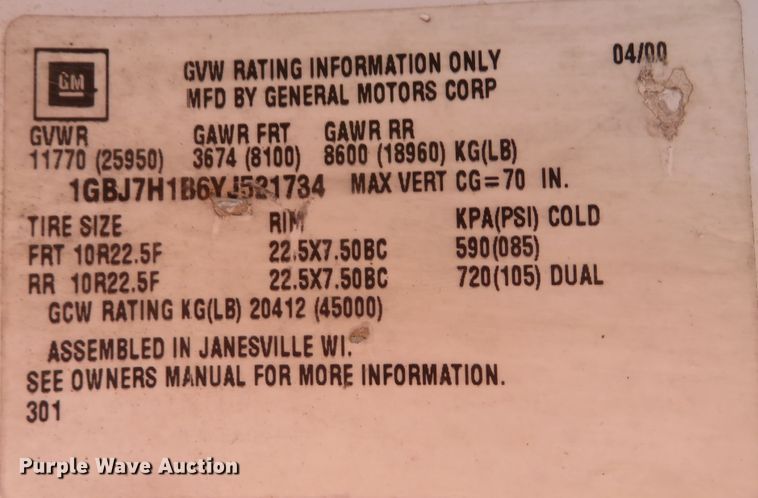 GM
GVW RATING INFORMATION ONLY 04/00
MFD BY GENERAL MOTORS CORP
GVWR GAWR FRT GAWR RR
11770 (25950) 3674 (8100) 8600 (18960) KG(LB)
1GBJ7H1B6YJ521734 MAX VERT CG=70 IN.
TIRE SIZE RIM KPA(PSI) COLD
FRT 10R22.5F 22.5X7.50BC 590(085)
RR 10R22.5F 22.5X7.50BC 720(105) DUAL
GCW RATING KG(LB) 20412 (45000)
ASSEMBLED IN JANESVILLE WI.
SEE OWNERS MANUAL FOR MORE INFORMATION.
301
Purple Wave Auction